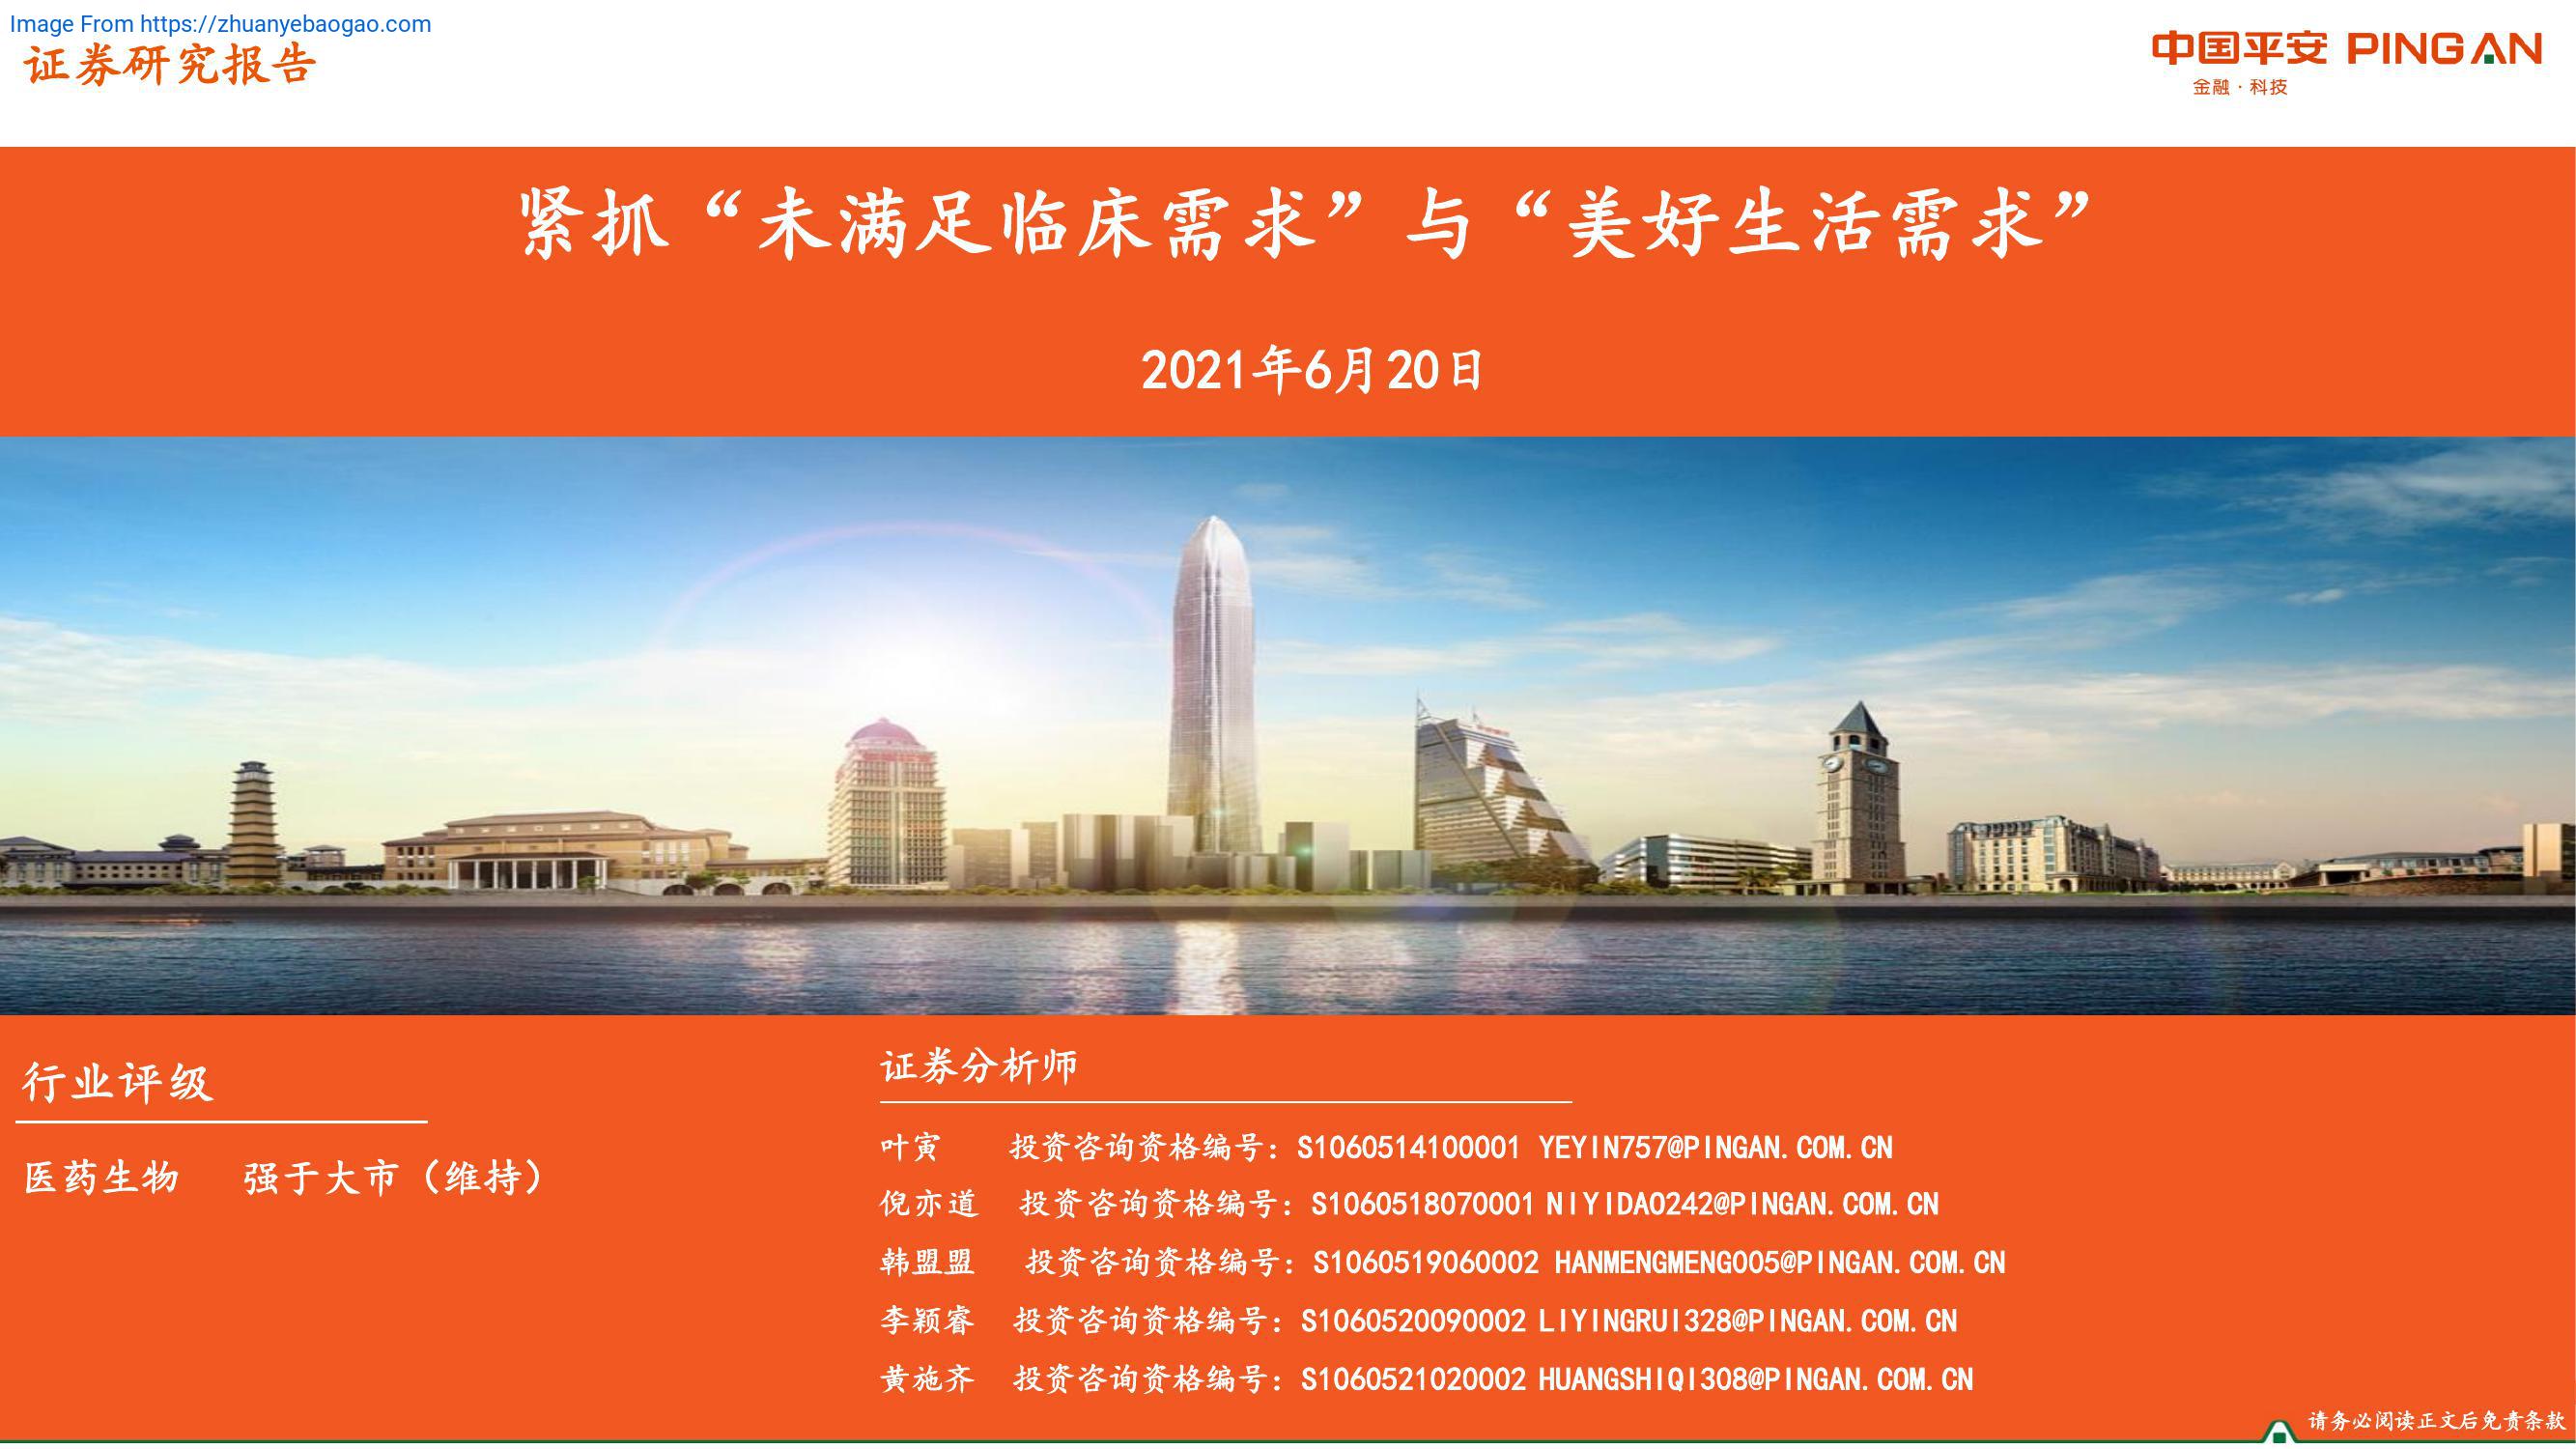 Image From https://zhuanyebaogao.com
证券研究报告
中国平安 PINGAN
金融·科技
紧抓“未满足临床需求”与“美好生活需求”
2021年6月20日
行业评级
医药生物 强于大市（维持）
证券分析师
叶寅 投资咨询资格编号：S1060514100001 YEYIN757@PINGAN.COM.CN
倪亦道 投资咨询资格编号：S1060518070001 NIYIDAO242@PINGAN.COM.CN
韩盟盟 投资咨询资格编号：S1060519060002 HANMENGMENG005@PINGAN.COM.CN
李颖睿 投资咨询资格编号：S1060520090002 LIYINGRUI328@PINGAN.COM.CN
黄施齐 投资咨询资格编号：S1060521020002 HUANGSHIQI308@PINGAN.COM.CN
请务必阅读正文后免责条款